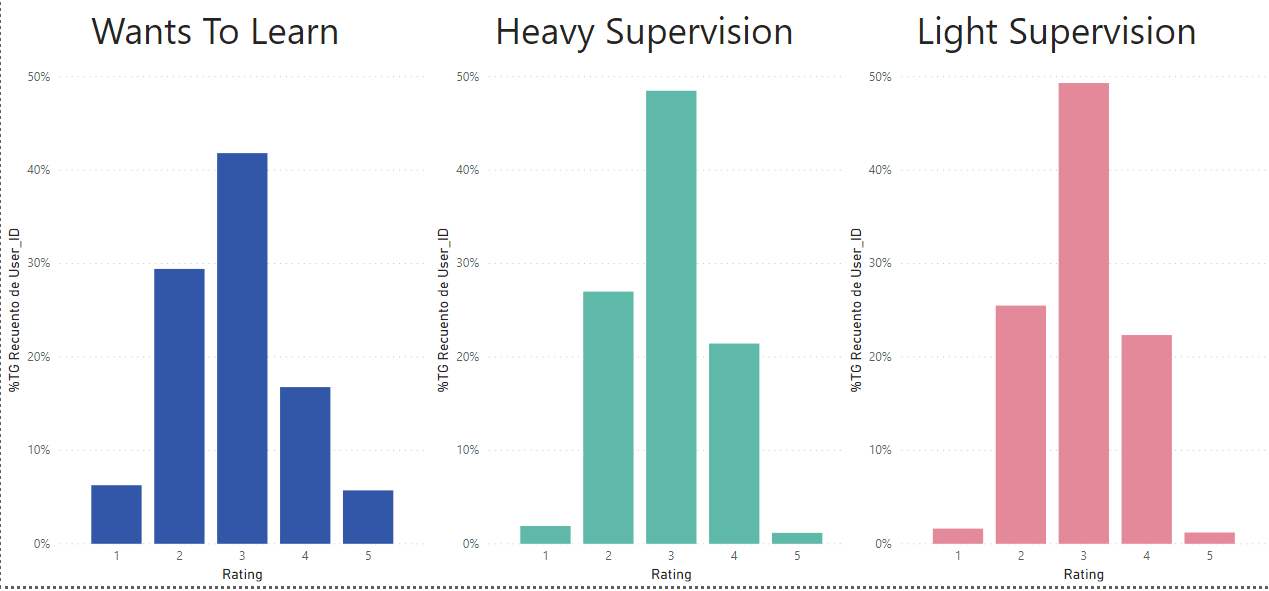 Wants To Learn
50%
40%
30%
20%
10%
0%
%TG Recuento de User_ID
1 2 3 4 5
Rating
Heavy Supervision
50%
40%
30%
20%
10%
0%
%TG Recuento de User_ID
1 2 3 4 5
Rating
Light Supervision
50%
40%
30%
20%
10%
0%
%TG Recuento de User_ID
1 2 3 4 5
Rating